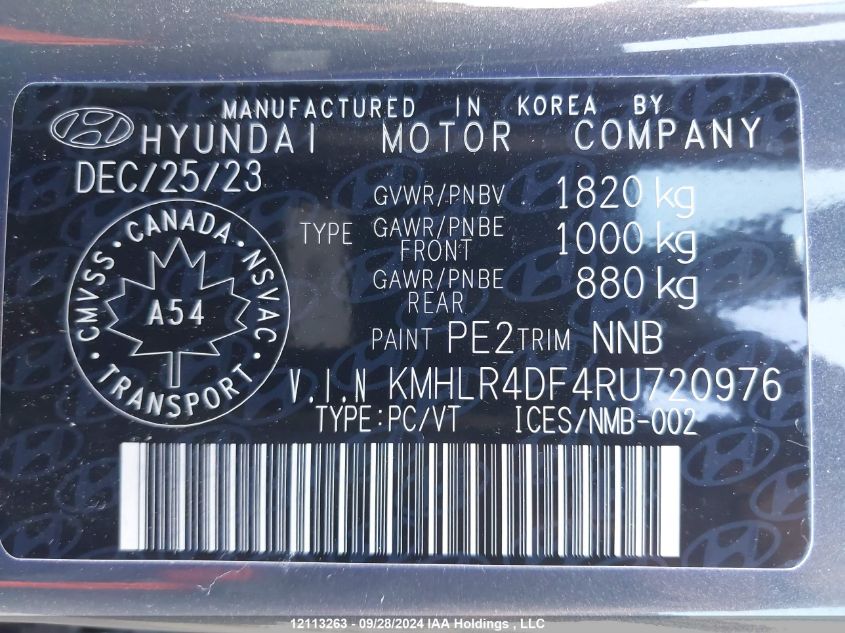 MANUFACTURED IN KOREA BY
HYUNDAI MOTOR COMPANY
DEC/25/23
GVWR/PNBV 1820 kg
TYPE GAWR/PNBE FRONT 1000 kg
GAWR/PNBE REAR 880 kg
CMVSS · CANADA · NSVAC · TRANSPORT ·
A54
PAINT PE2 TRIM NNB
V.I.N KMHLR4DF4RU720976
TYPE:PC/VT ICES/NMB-002
12113263 - 09/28/2024 IAA Holdings , LLC